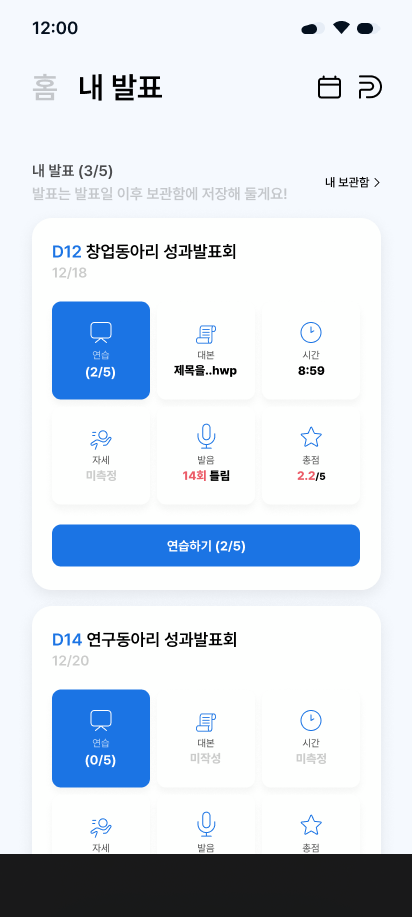 12:00
홈 내 발표
내 발표 (3/5)
발표는 발표일 이후 보관함에 저장해 둘게요!
내 보관함 >
D12 창업동아리 성과발표회
12/18
연습
(2/5)
대본
제목을..hwp
시간
8:59
자세
미측정
발음
14회 틀림
총점
2.2/5
연습하기 (2/5)
D14 연구동아리 성과발표회
12/20
연습
(0/5)
대본
미작성
시간
미측정
자세
발음
총점